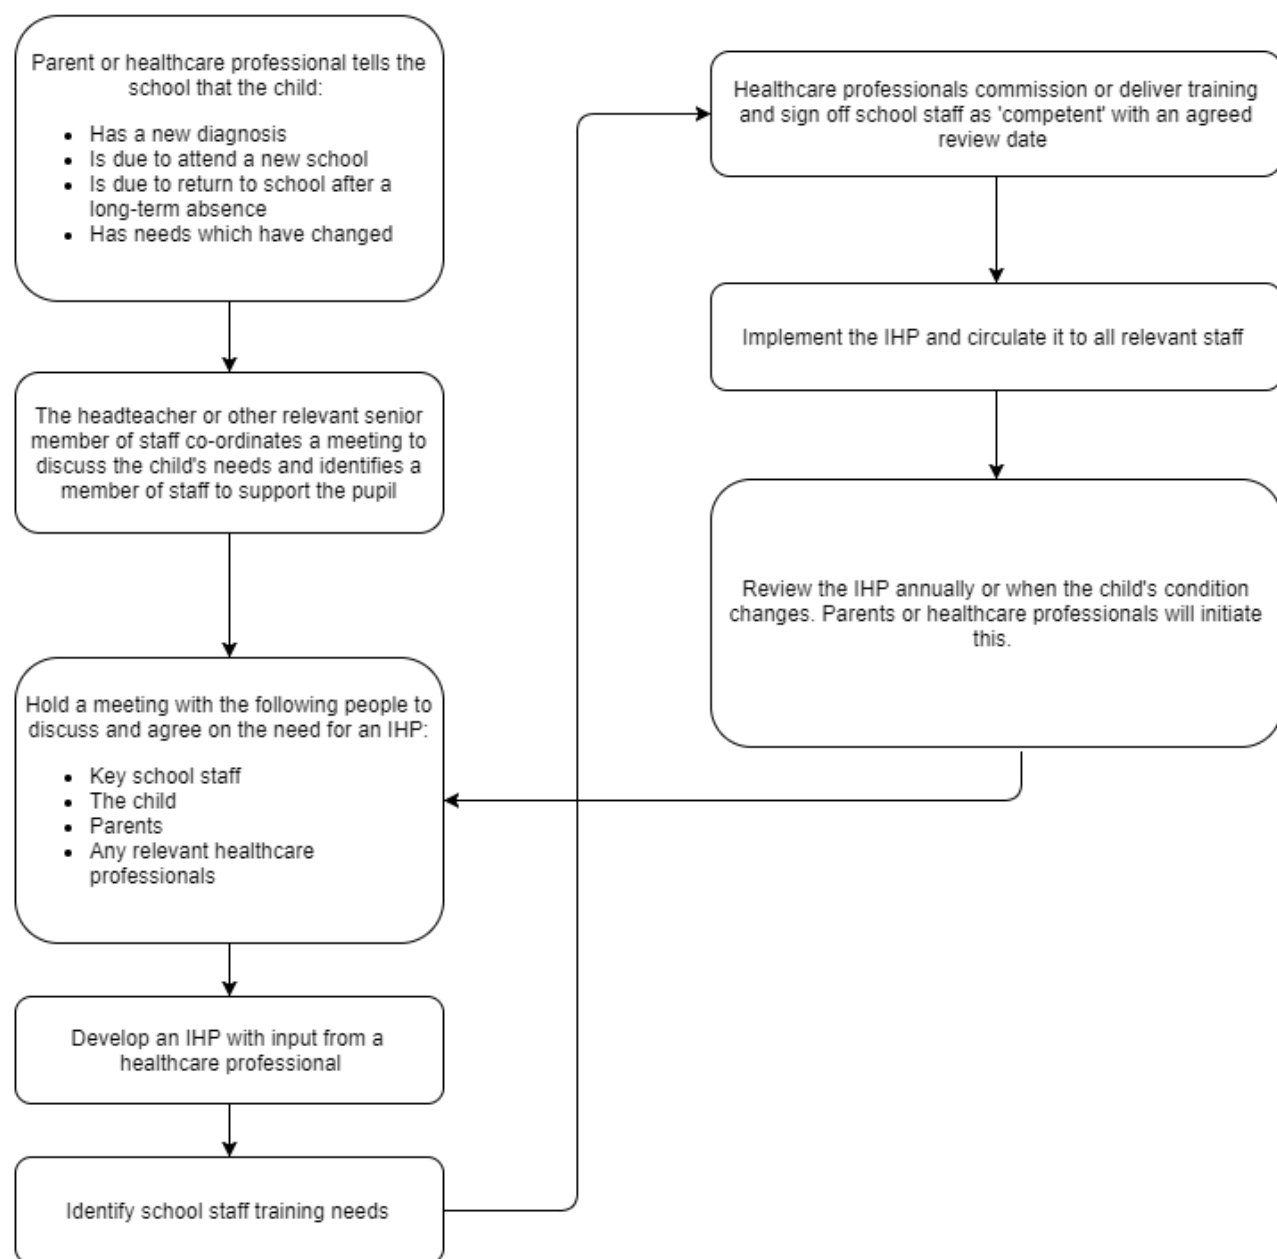 Parent or healthcare professional tells the
school that the child:
• Has a new diagnosis
• Is due to attend a new school
• Is due to return to school after a
long-term absence
• Has needs which have changed
The headteacher or other relevant senior
member of staff co-ordinates a meeting to
discuss the child's needs and identifies a
member of staff to support the pupil
Hold a meeting with the following people to
discuss and agree on the need for an IHP:
• Key school staff
• The child
• Parents
• Any relevant healthcare
professionals
Develop an IHP with input from a
healthcare professional
Identify school staff training needs
Healthcare professionals commission or deliver training
and sign off school staff as 'competent' with an agreed
review date
Implement the IHP and circulate it to all relevant staff
Review the IHP annually or when the child's condition
changes. Parents or healthcare professionals will initiate
this.